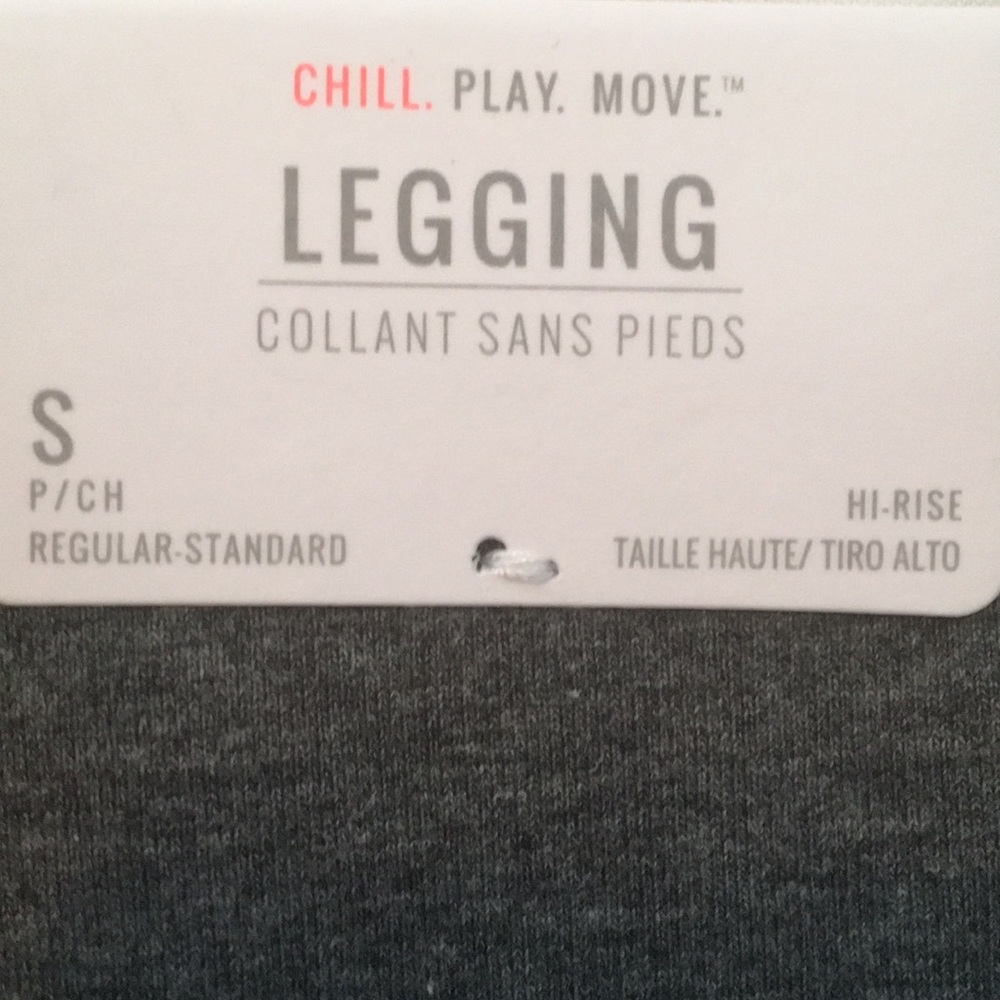 CHILL. PLAY. MOVE.™
LEGGING
COLLANT SANS PIEDS
S
P/CH
REGULAR-STANDARD
HI-RISE
TAILLE HAUTE/ TIRO ALTO